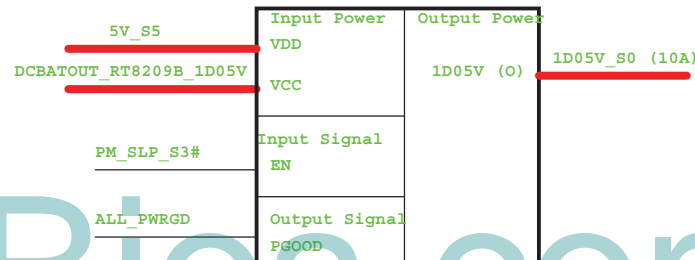 Input Power
Output Power
5V_S5
VDD
1D05V_S0 (10A)
DCBATOUT_RT8209B_1D05V
1D05V (O)
VCC
Input Signal
PM_SLP_S3#
EN
ALL_PWRGD
Output Signal
PGOOD